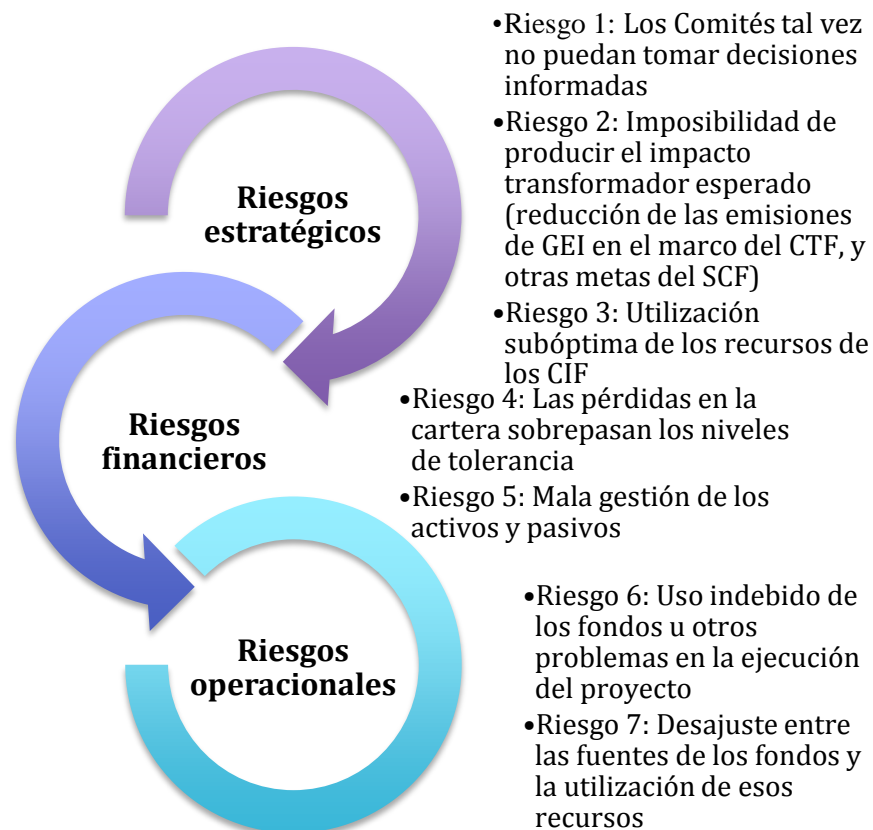 •Riesgo 1: Los Comités tal vez
no puedan tomar decisiones
informadas
•Riesgo 2: Imposibilidad de
producir el impacto
transformador esperado
(reducción de las emisiones
de GEI en el marco del CTF, y
otras metas del SCF)
•Riesgo 3: Utilización
subóptima de los recursos de
los CIF
Riesgos
estratégicos
•Riesgo 4: Las pérdidas en la
cartera sobrepasan los niveles
de tolerancia
•Riesgo 5: Mala gestión de los
activos y pasivos
Riesgos
financieros
•Riesgo 6: Uso indebido de
los fondos u otros
problemas en la ejecución
del proyecto
•Riesgo 7: Desajuste entre
las fuentes de los fondos y
la utilización de esos
recursos
Riesgos
operacionales